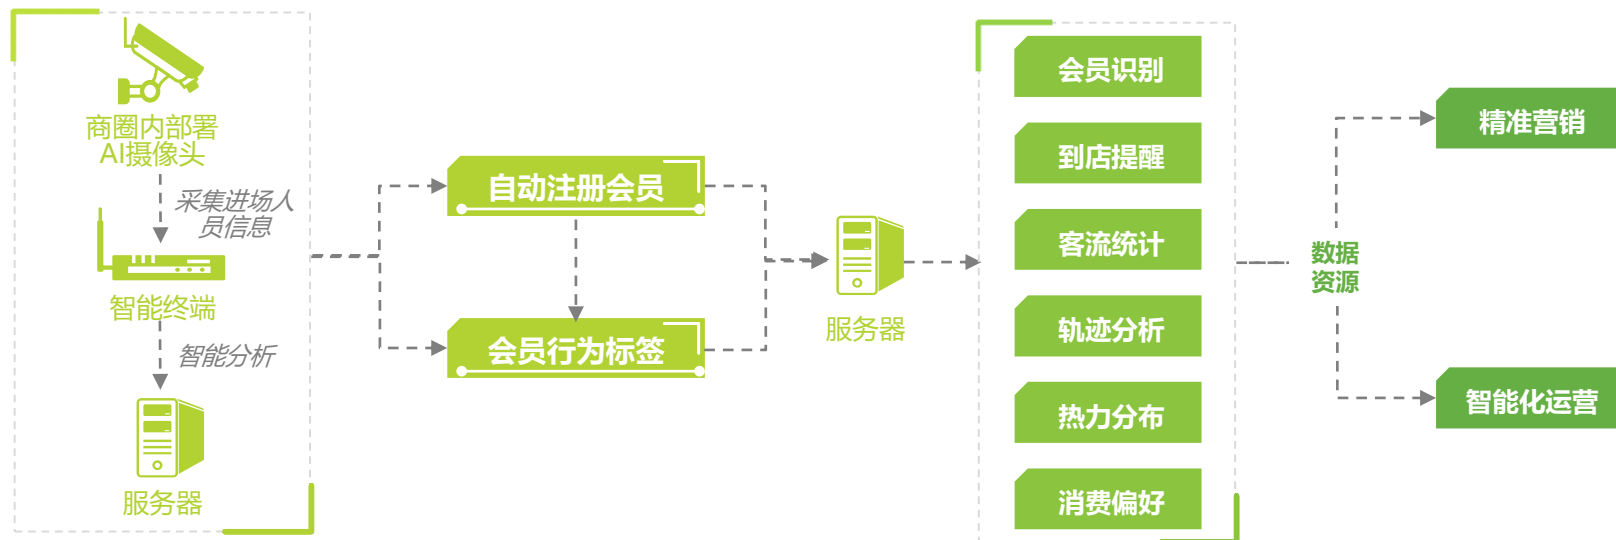 商圈内部署
AI摄像头
采集进场人
员信息
智能终端
智能分析
服务器
自动注册会员
会员行为标签
服务器
会员识别
到店提醒
客流统计
轨迹分析
热力分布
消费偏好
数据
资源
精准营销
智能化运营